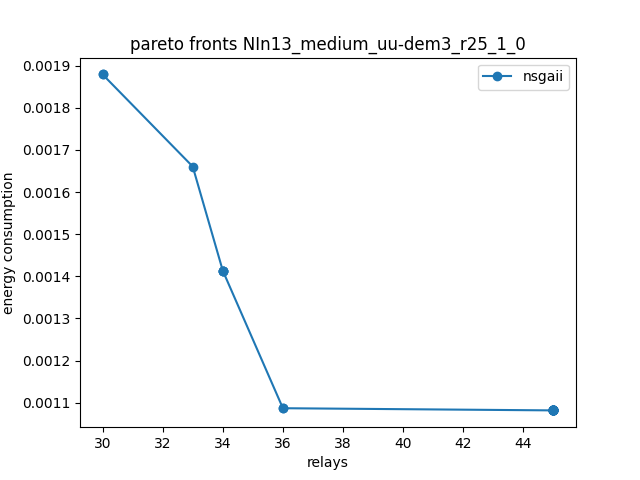 pareto fronts NIn13_medium_uu-dem3_r25_1_0
nsgaii
energy consumption
0.0019
0.0018
0.0017
0.0016
0.0015
0.0014
0.0013
0.0012
0.0011
30 32 34 36 38 40 42 44
relays